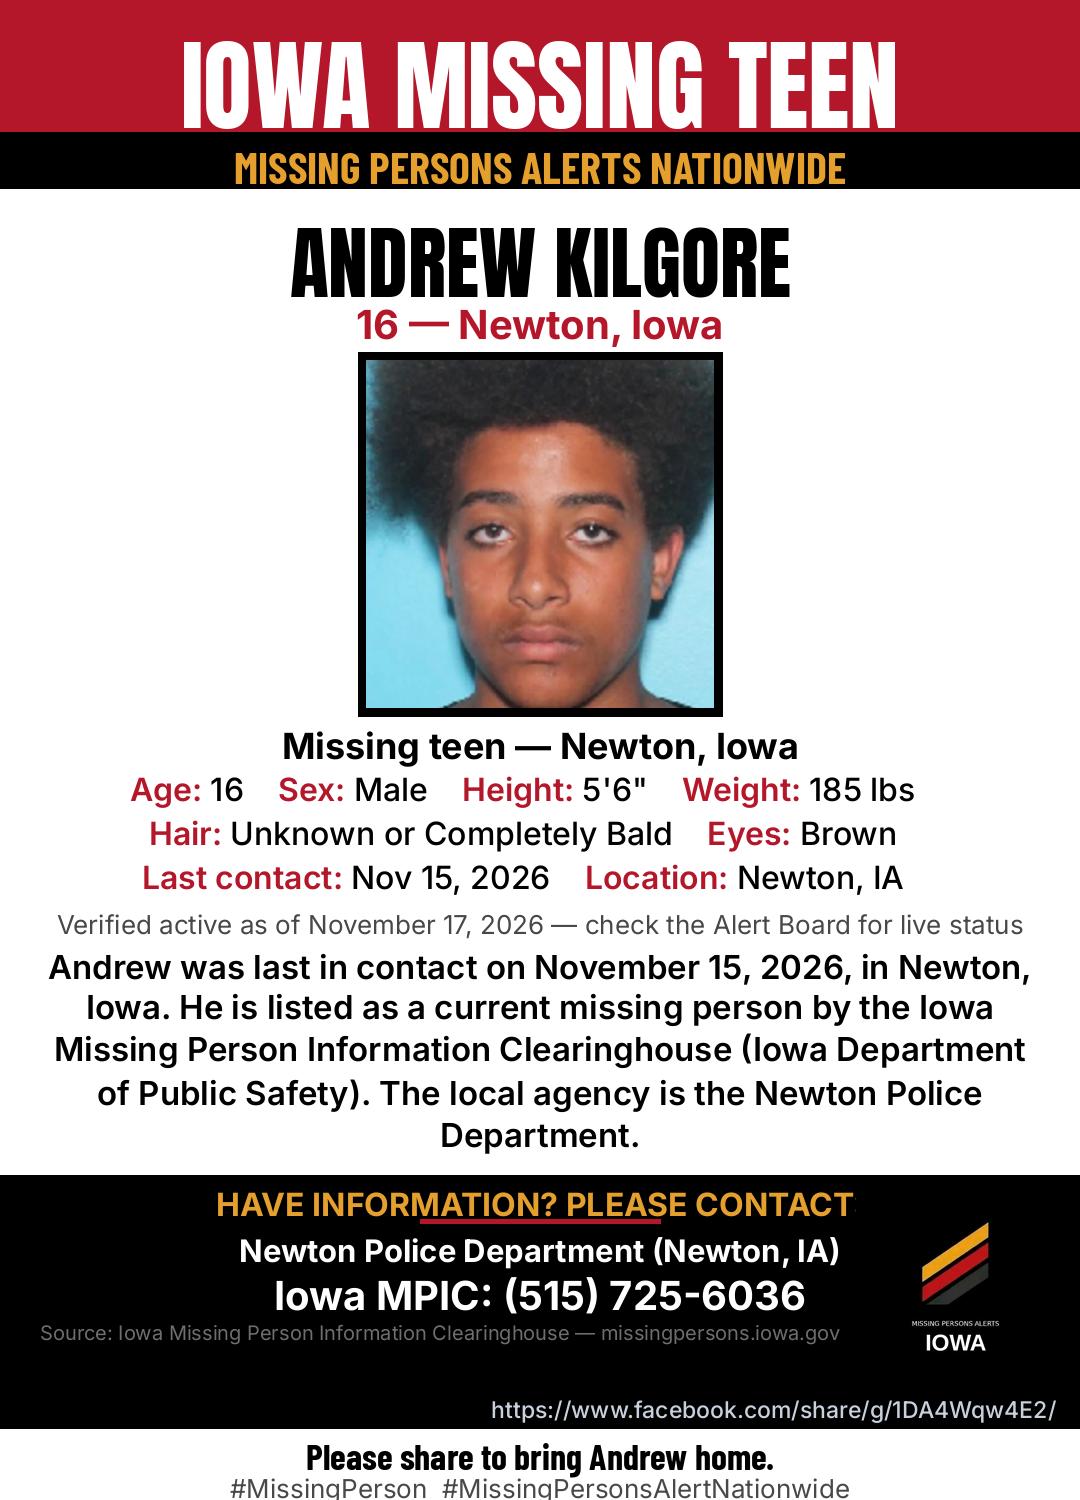 IOWA MISSING TEEN
MISSING PERSONS ALERTS NATIONWIDE
ANDREW KILGORE
16 — Newton, Iowa
Missing teen — Newton, Iowa
Age: 16 Sex: Male Height: 5'6" Weight: 185 lbs
Hair: Unknown or Completely Bald Eyes: Brown
Last contact: Nov 15, 2026 Location: Newton, IA
Verified active as of November 17, 2026 — check the Alert Board for live status
Andrew was last in contact on November 15, 2026, in Newton,
Iowa. He is listed as a current missing person by the Iowa
Missing Person Information Clearinghouse (Iowa Department
of Public Safety). The local agency is the Newton Police
Department.
HAVE INFORMATION? PLEASE CONTACT:
Newton Police Department (Newton, IA)
Iowa MPIC: (515) 725-6036
Source: Iowa Missing Person Information Clearinghouse — missingpersons.iowa.gov
MISSING PERSONS ALERTS
IOWA
https://www.facebook.com/share/g/1DA4Wqw4E2/
Please share to bring Andrew home.
#MissingPerson #MissingPersonsAlertNationwide